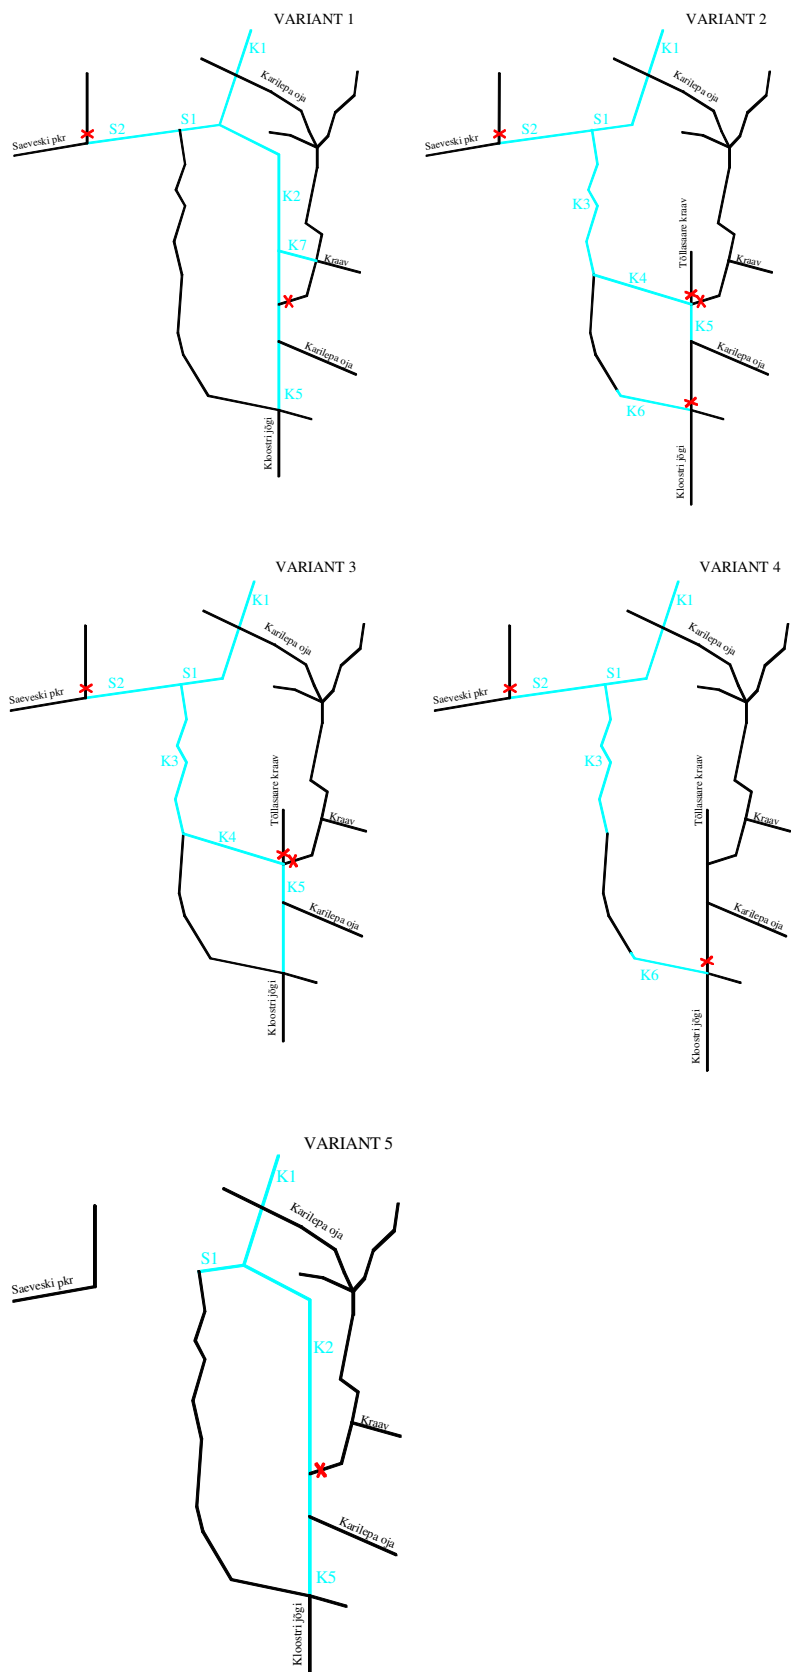 VARIANT 1
K1
Karilepa oja
S1
S2
Saeveski pkr
K2
K7
Kraav
Karilepa oja
K5
Kloostri jõgi
VARIANT 2
K1
Karilepa oja
S1
S2
Saeveski pkr
K3
Tõllasaare kraav
Kraav
K4
K5
Karilepa oja
K6
Kloostri jõgi
VARIANT 3
K1
Karilepa oja
S1
S2
Saeveski pkr
K3
Tõllasaare kraav
Kraav
K4
K5
Karilepa oja
Kloostri jõgi
VARIANT 4
K1
Karilepa oja
S1
S2
Saeveski pkr
K3
Tõllasaare kraav
Kraav
Karilepa oja
K6
Kloostri jõgi
VARIANT 5
K1
Karilepa oja
S1
Saeveski pkr
K2
Kraav
Karilepa oja
K5
Kloostri jõgi